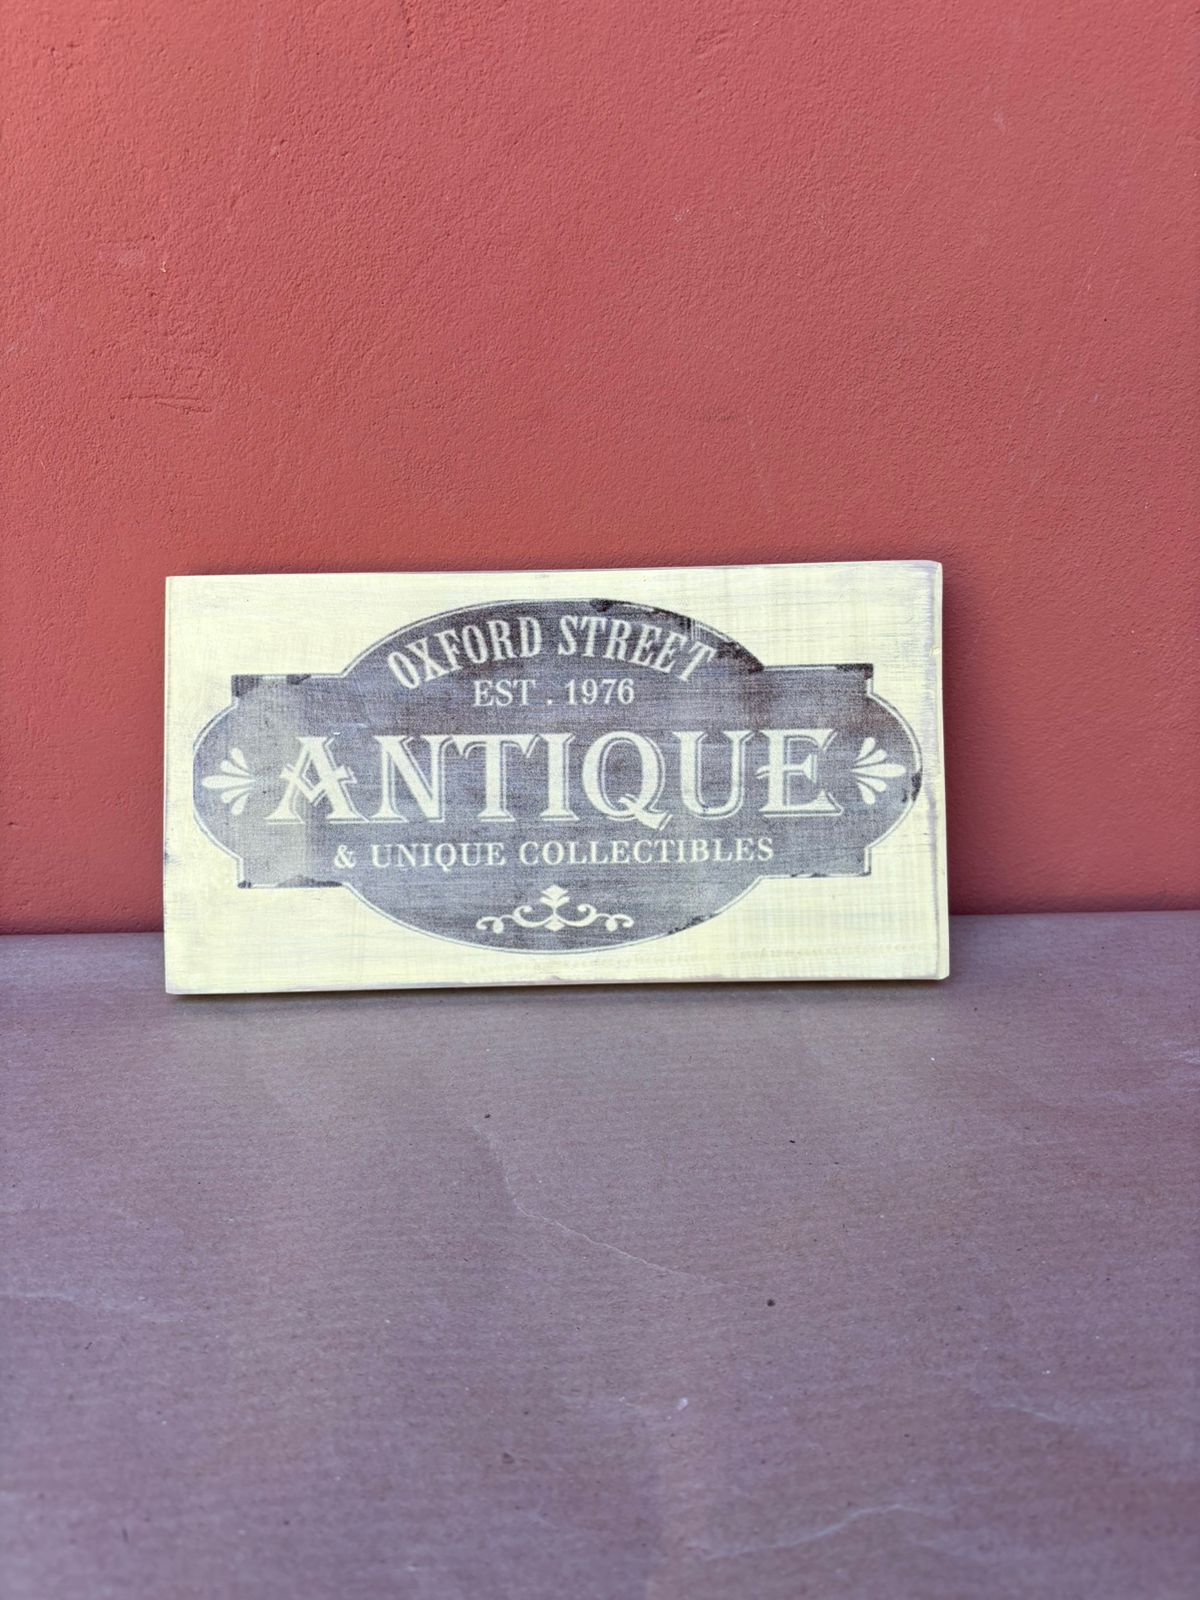 OXFORD STREET
EST . 1976
ANTIQUE
& UNIQUE COLLECTIBLES